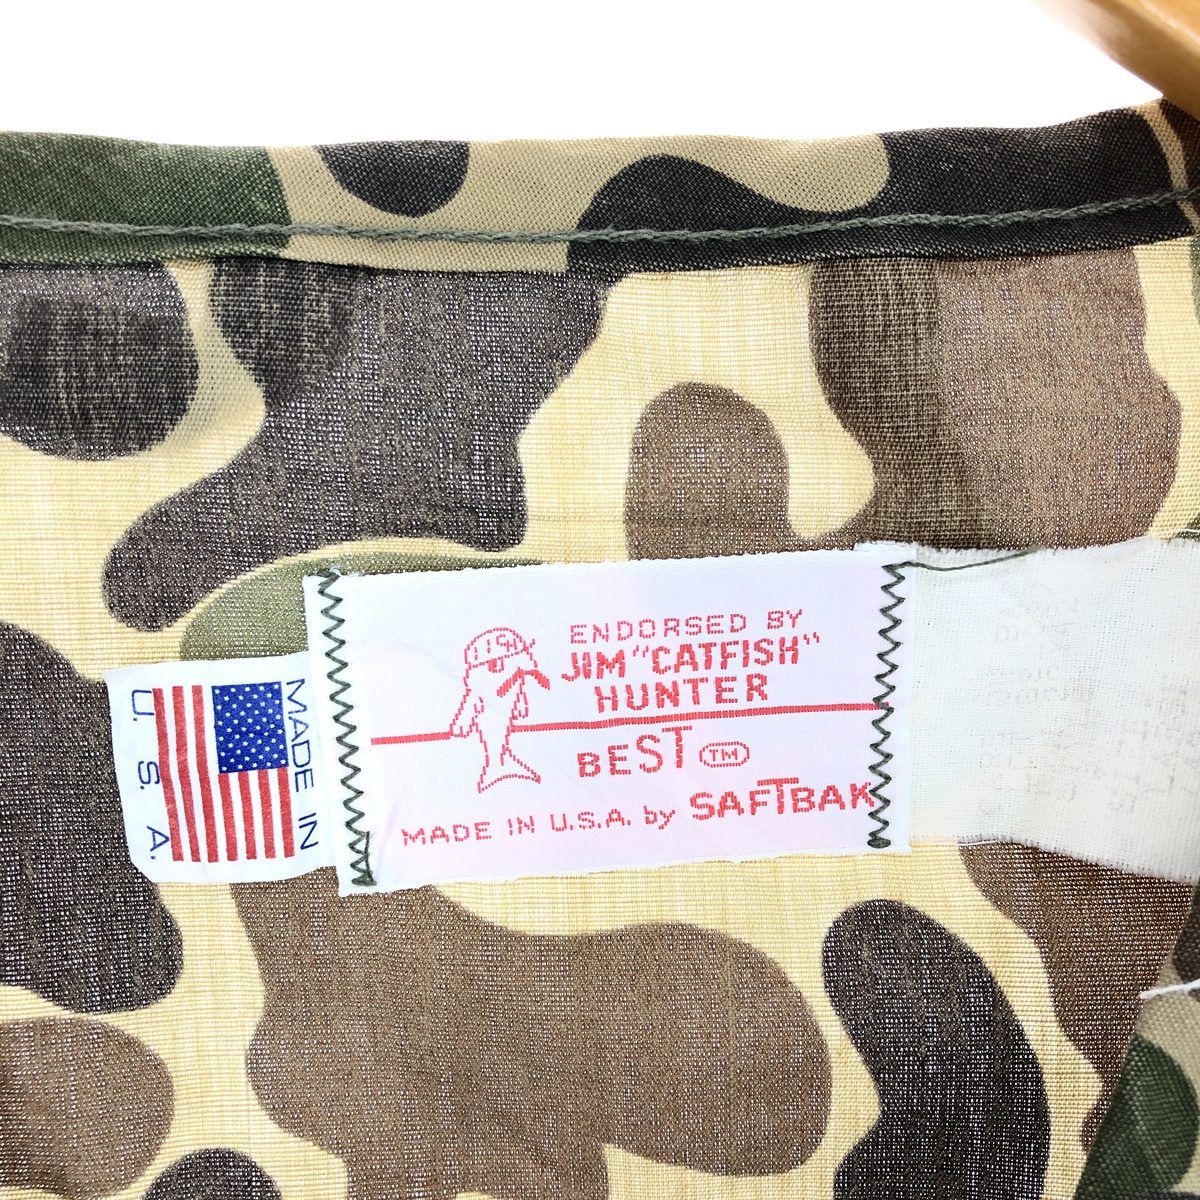 ENDORSED BY
JIM "CATFISH"
HUNTER
BEST TM
MADE IN U.S.A. by SAFTBAK
MADE IN
U. S. A.